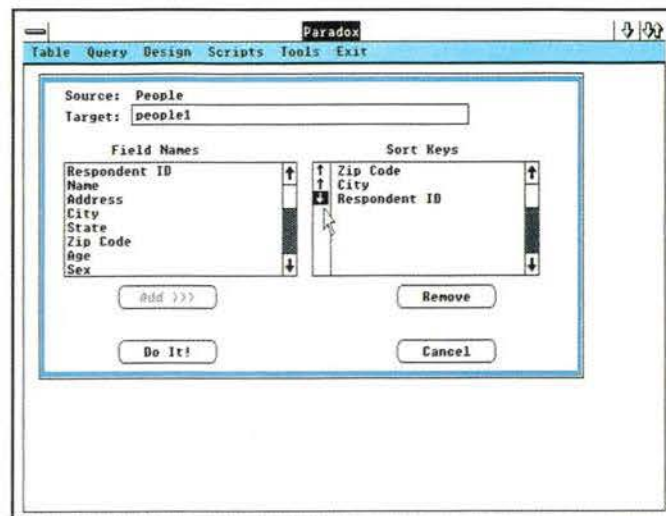 Paradox
Table Query Design Scripts Tools Exit
Source: People
Target: people1
Field Names
Respondent ID
Name
Address
City
State
Zip Code
Age
Sex
Sort Keys
↑ Zip Code
↑ City
↓ Respondent ID
Add >>>
Remove
Do It!
Cancel